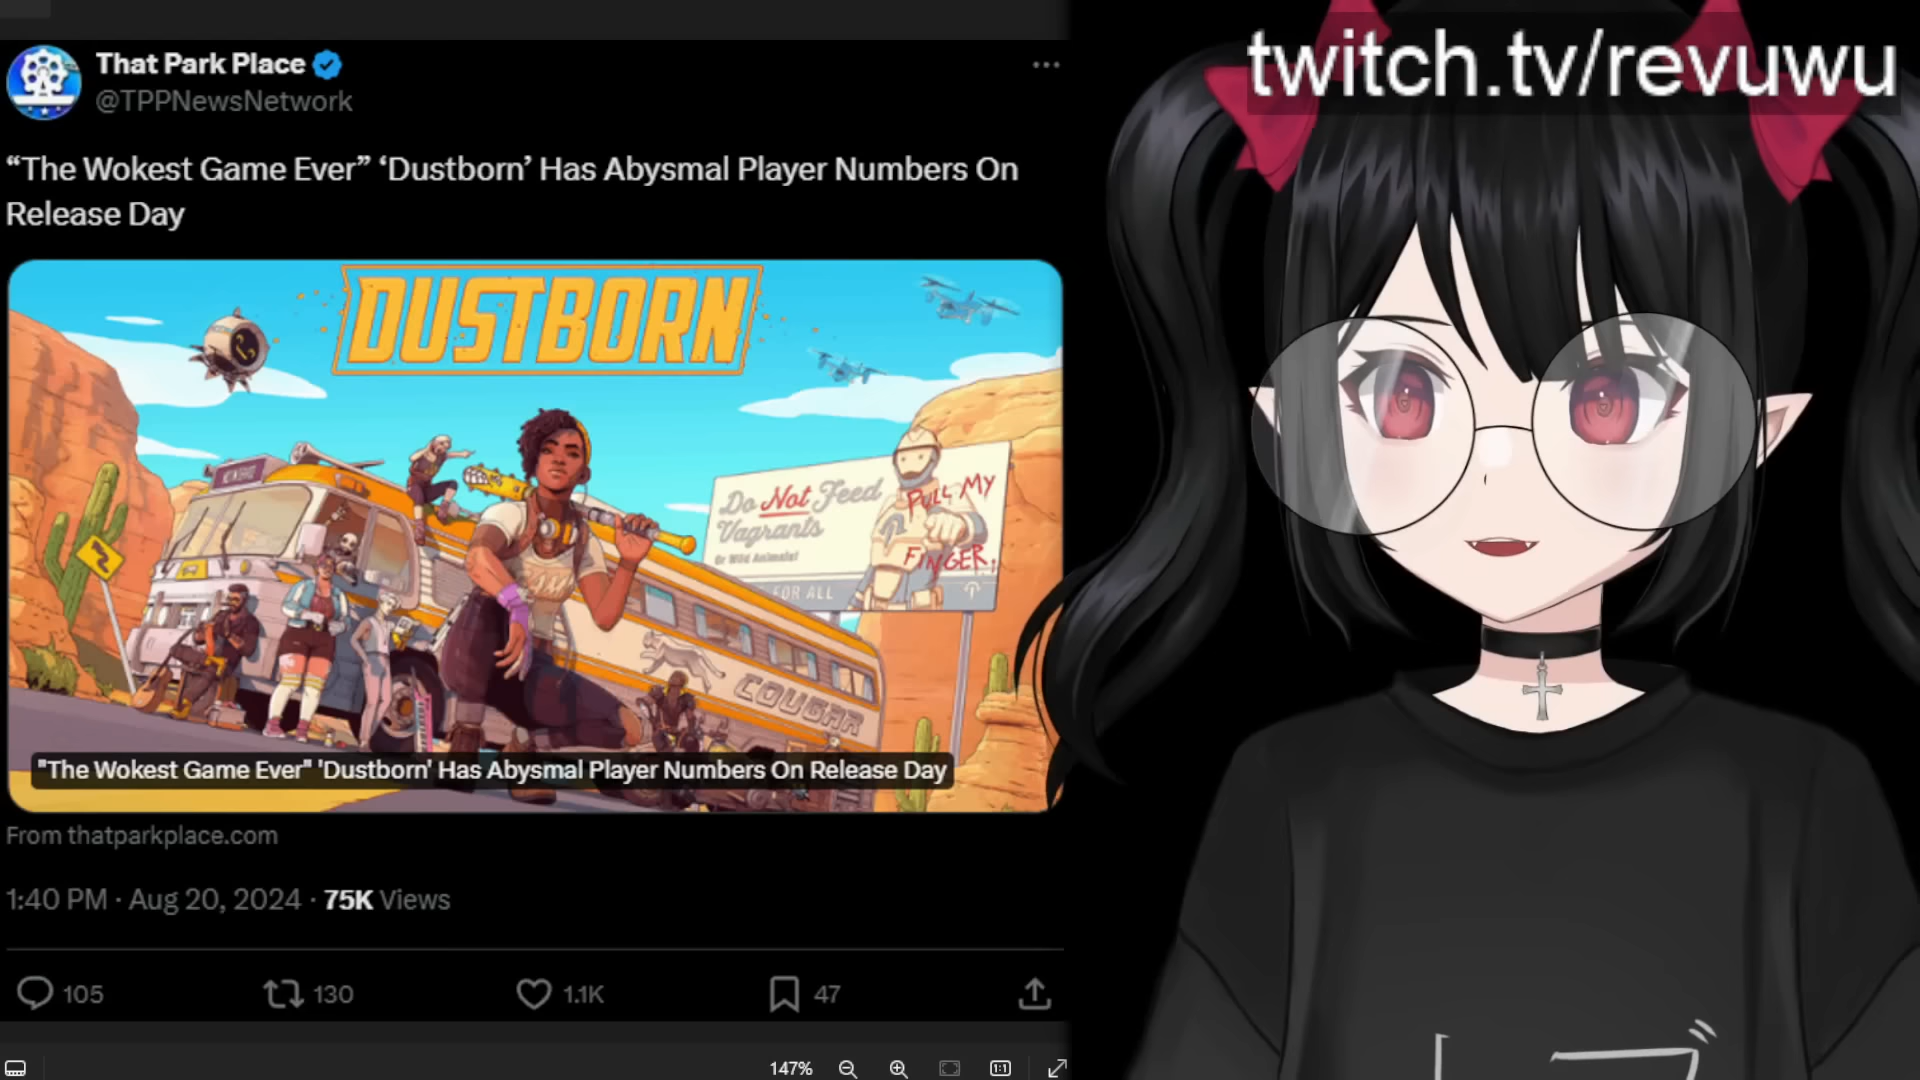 That Park Place
@TPPNewsNetwork
“The Wokest Game Ever” ‘Dustborn’ Has Abysmal Player Numbers On
Release Day
DUSTBORN
Do Not Feed
Vagrants
Or Wild Animals!
PULL MY
FINGER.
FOR ALL
COUGAR
"The Wokest Game Ever" 'Dustborn' Has Abysmal Player Numbers On Release Day
From thatparkplace.com
1:40 PM · Aug 20, 2024 · 75K Views
105
130
1.1K
47
147%
1:1
twitch.tv/revuwu